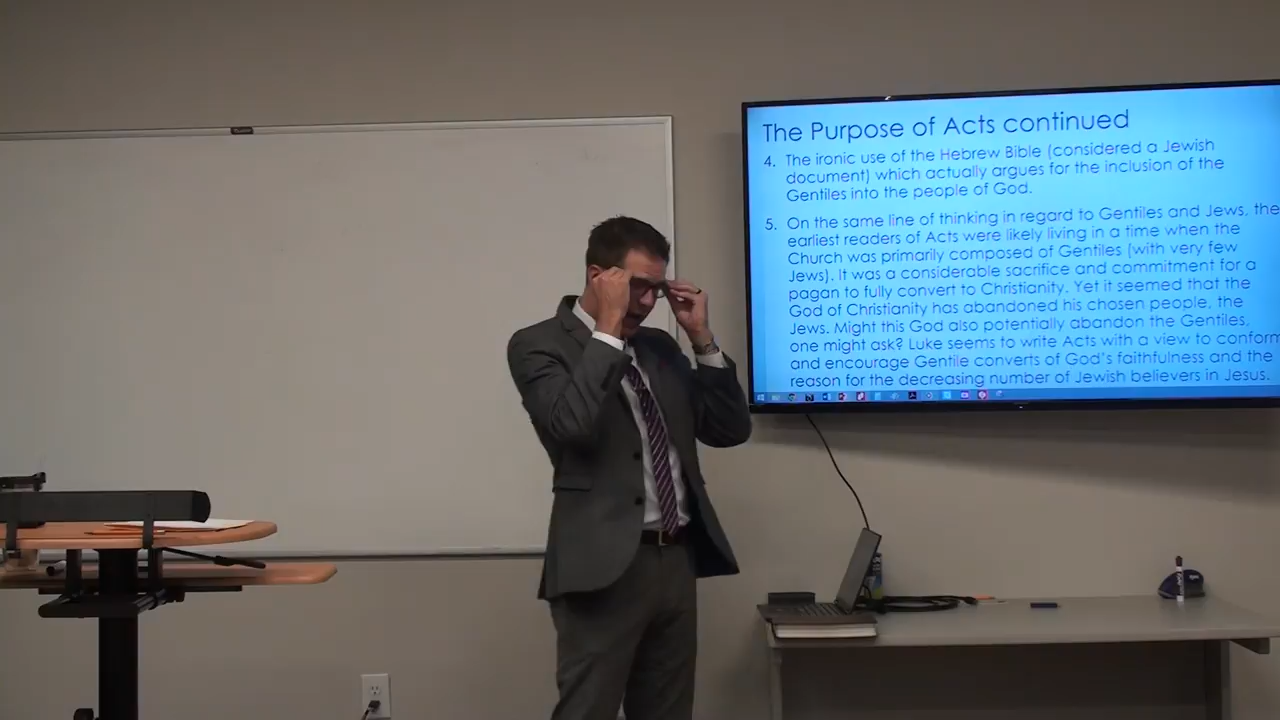 The Purpose of Acts continued
4. The ironic use of the Hebrew Bible (considered a Jewish
document) which actually argues for the inclusion of the
Gentiles into the people of God.
5. On the same line of thinking in regard to Gentiles and Jews, the
earliest readers of Acts were likely living in a time when the
Church was primarily composed of Gentiles (with very few
Jews). It was a considerable sacrifice and commitment for a
pagan to fully convert to Christianity. Yet it seemed that the
God of Christianity has abandoned his chosen people, the
Jews. Might this God also potentially abandon the Gentiles,
one might ask? Luke seems to write Acts with a view to conform
and encourage Gentile converts of God's faithfulness and the
reason for the decreasing number of Jewish believers in Jesus.